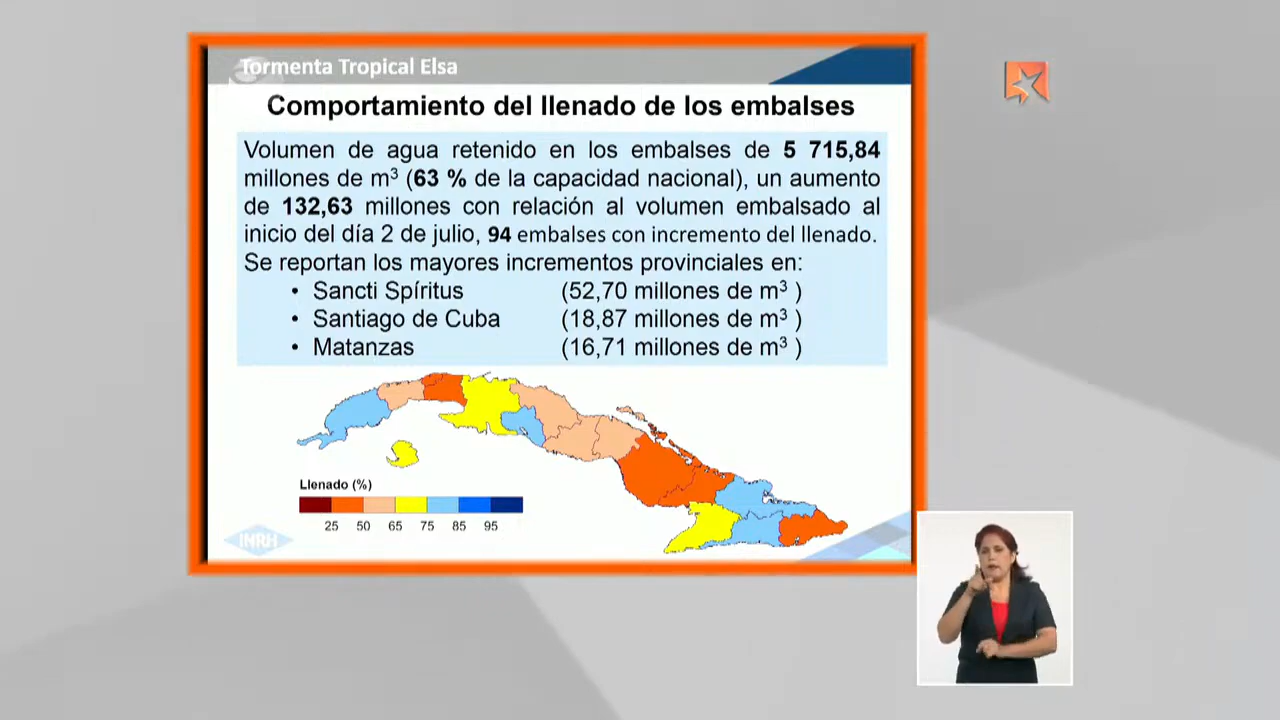 Tormenta Tropical Elsa
Comportamiento del llenado de los embalses
Volumen de agua retenido en los embalses de 5 715,84
millones de m³ (63 % de la capacidad nacional), un aumento
de 132,63 millones con relación al volumen embalsado al
inicio del día 2 de julio, 94 embalses con incremento del llenado.
Se reportan los mayores incrementos provinciales en:
• Sancti Spíritus (52,70 millones de m³ )
• Santiago de Cuba (18,87 millones de m³ )
• Matanzas (16,71 millones de m³ )
Llenado (%)
25 50 65 75 85 95
INRH